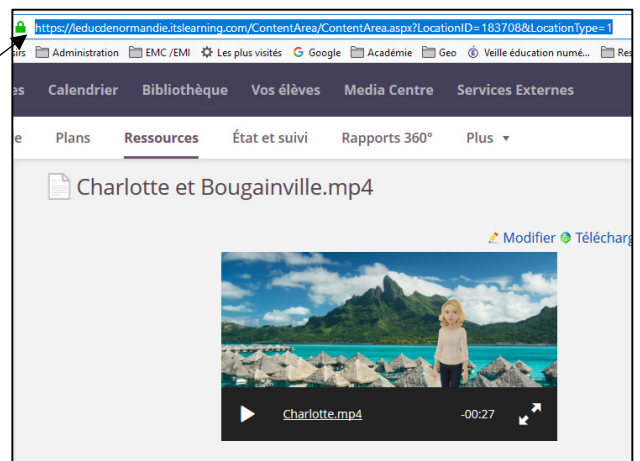 https://leducdenormandie.itslearning.com/ContentArea/ContentArea.aspx?LocationID=183708&LocationType=1
Administration EMC /EMI Les plus visités Google Académie Geo Veille éducation numé... Res
Calendrier Bibliothèque Vos élèves Media Centre Services Externes
Plans Ressources État et suivi Rapports 360° Plus
Charlotte et Bougainville.mp4
Modifier Télécharg
Charlotte.mp4 -00:27